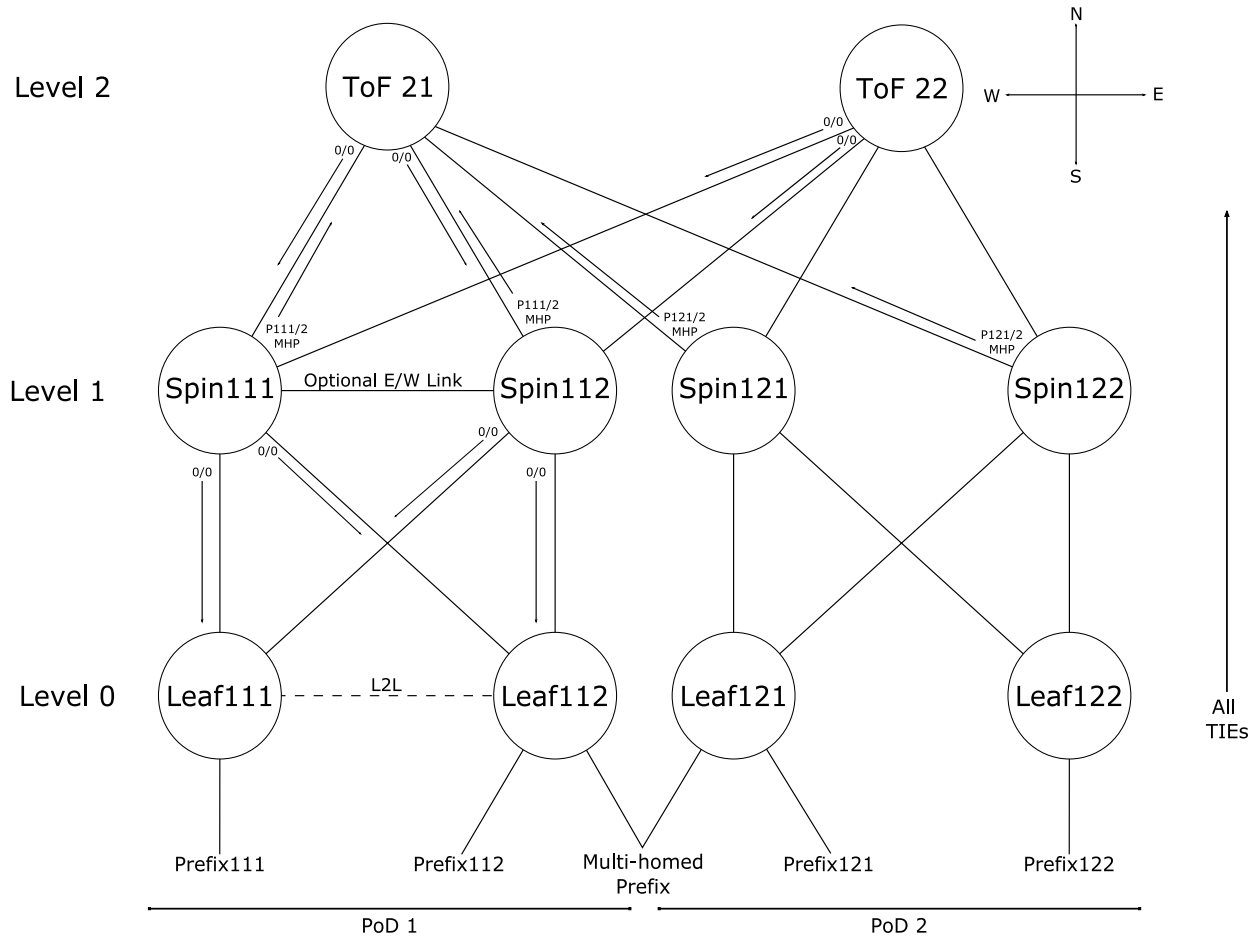 N
Level 2
ToF 21
ToF 22
W
E
S
0/0
0/0
0/0
0/0
P111/2
MHP
P111/2
MHP
P121/2
MHP
P121/2
MHP
Level 1
Spin111
Optional E/W Link
Spin112
Spin121
Spin122
0/0
0/0
0/0
0/0
Level 0
Leaf111
L2L
Leaf112
Leaf121
Leaf122
All
TIEs
Prefix111
Prefix112
Multi-homed
Prefix
Prefix121
Prefix122
PoD 1
PoD 2